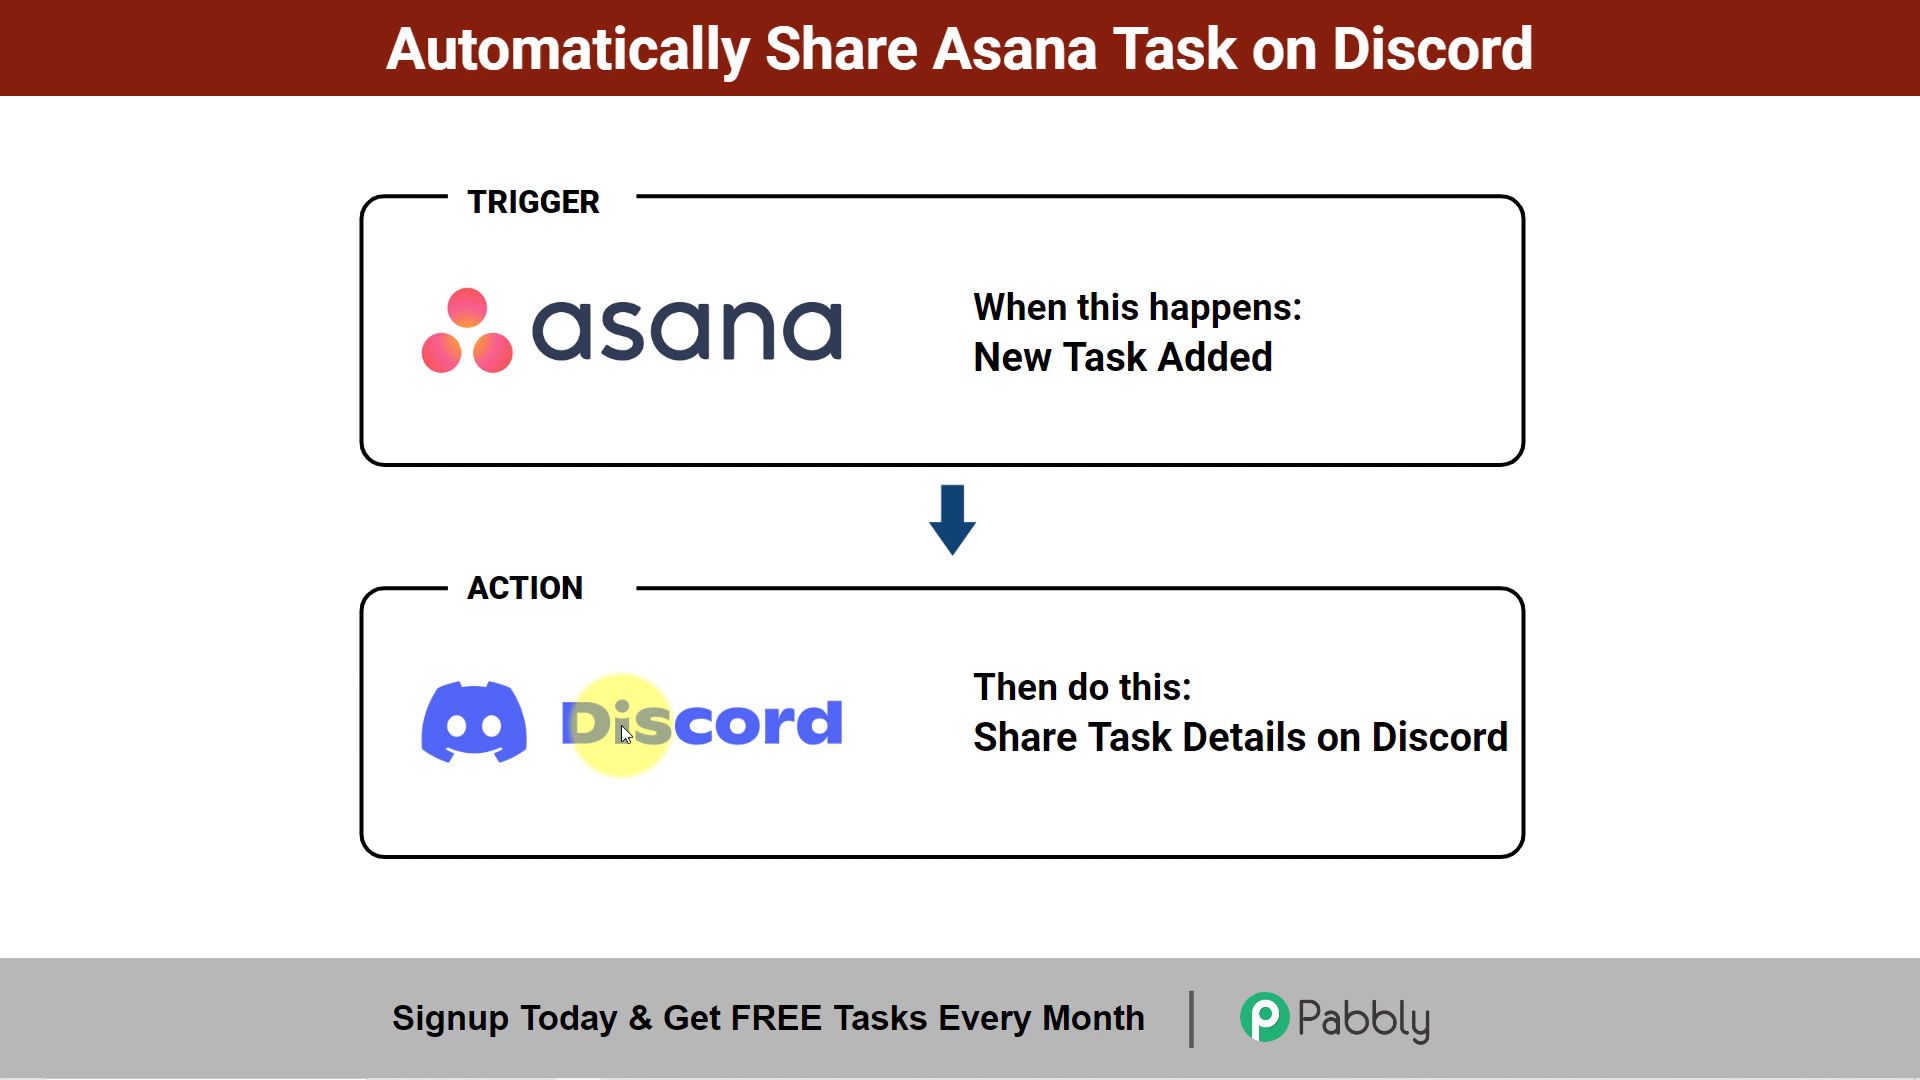 Automatically Share Asana Task on Discord
TRIGGER
asana
When this happens:
New Task Added
ACTION
Discord
Then do this:
Share Task Details on Discord
Signup Today & Get FREE Tasks Every Month
Pabbly